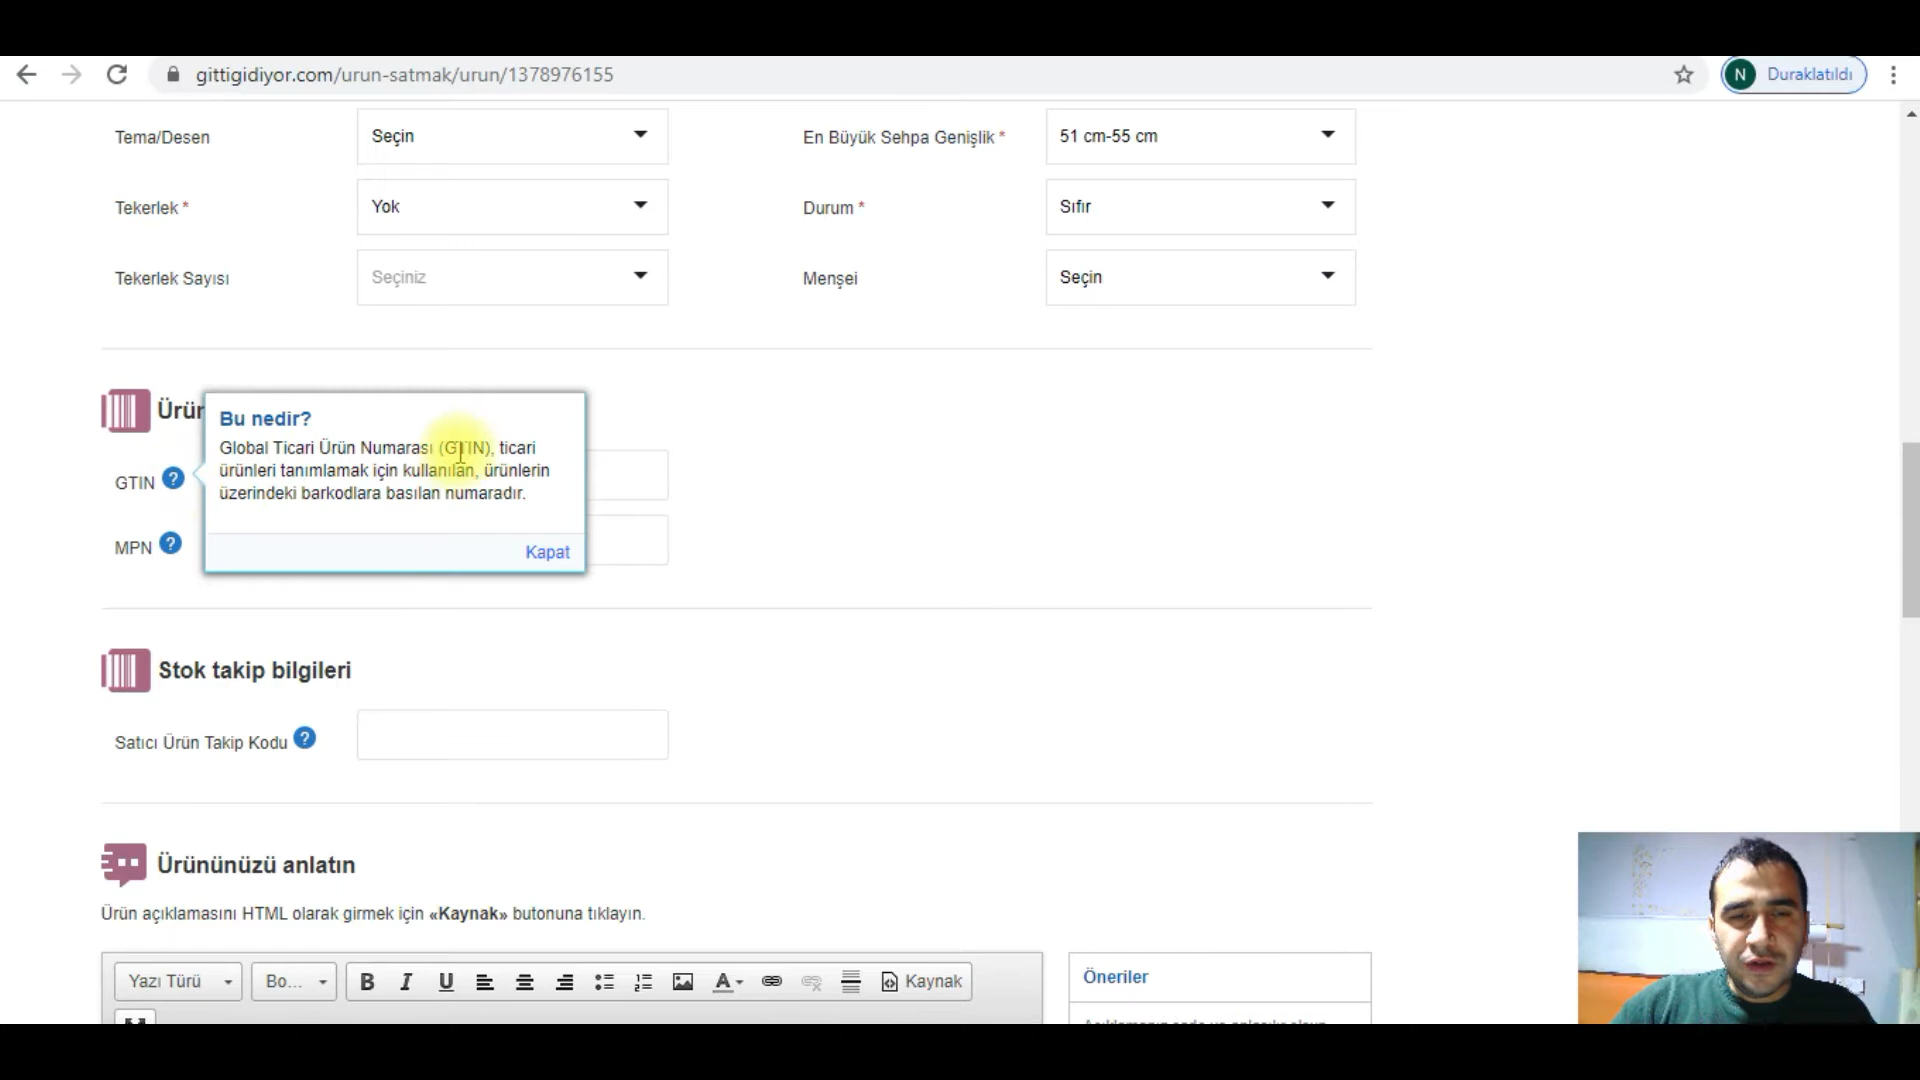 gittigidiyor.com/urun-satmak/urun/1378976155
N Duraklatıldı
Tema/Desen Seçin En Büyük Sehpa Genişlik * 51 cm-55 cm
Tekerlek * Yok Durum * Sıfır
Tekerlek Sayısı Seçiniz Menşei Seçin
Bu nedir?
Global Ticari Ürün Numarası (GTIN), ticari
ürünleri tanımlamak için kullanılan, ürünlerin
üzerindeki barkodlara basılan numaradır.
Kapat
GTIN ?
MPN ?
Stok takip bilgileri
Satıcı Ürün Takip Kodu ?
Ürününüzü anlatın
Ürün açıklamasını HTML olarak girmek için «Kaynak» butonuna tıklayın.
Yazı Türü Bo... B I U A Kaynak
Öneriler